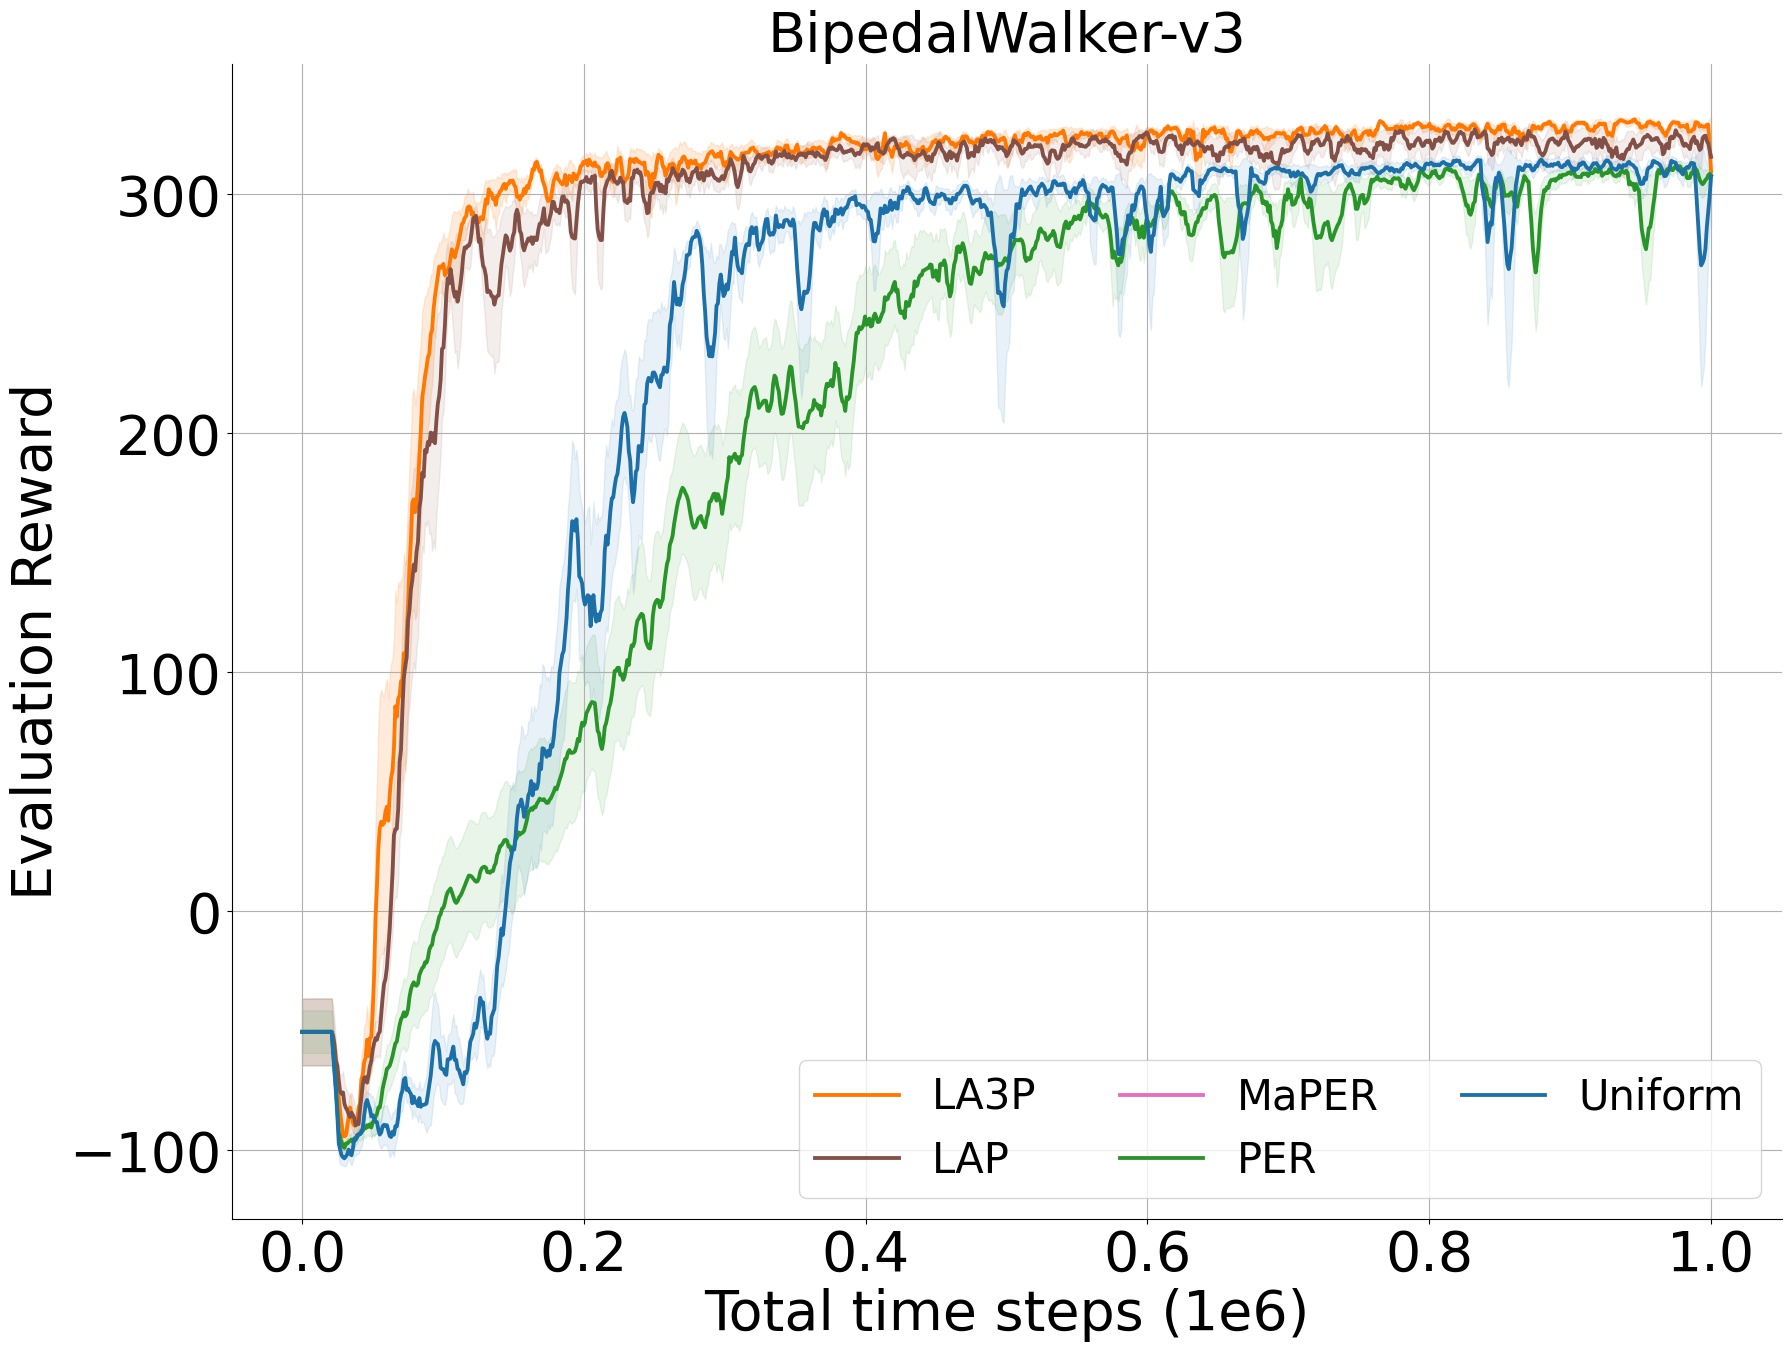 BipedalWalker-v3
Evaluation Reward
300
200
100
0
−100
LA3P
MaPER
Uniform
LAP
PER
0.0 0.2 0.4 0.6 0.8 1.0
Total time steps (1e6)